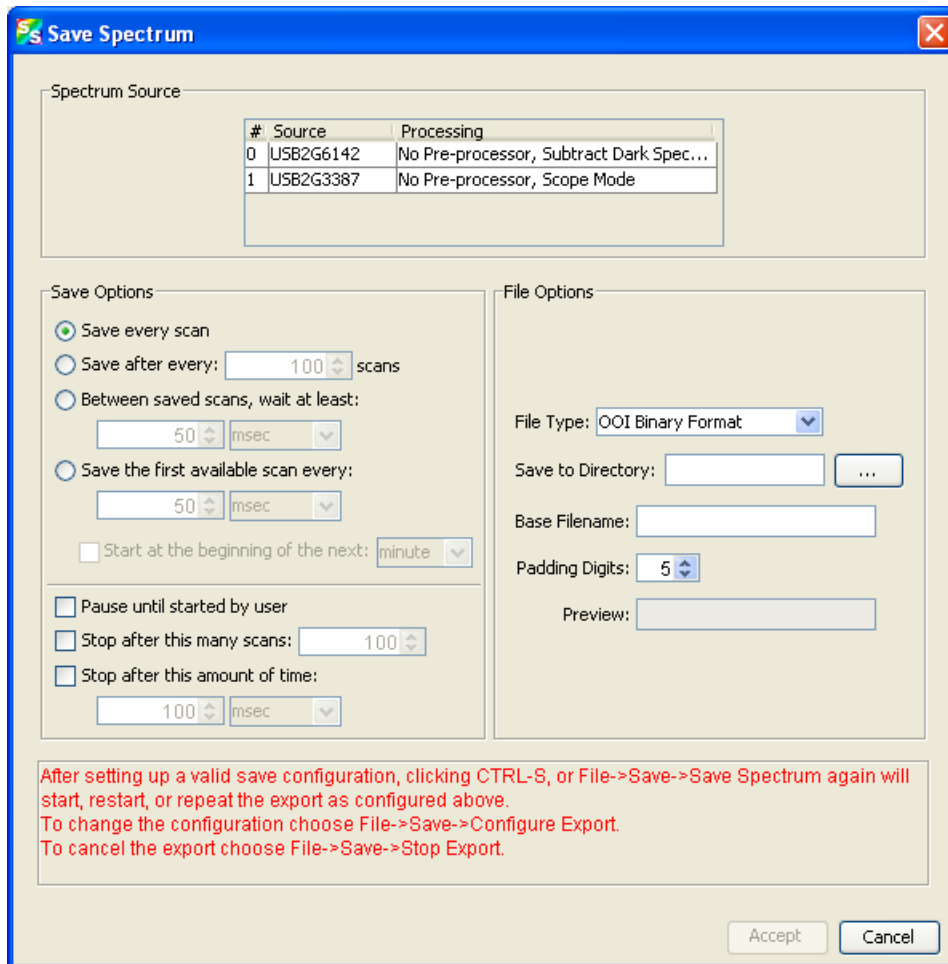 Save Spectrum
Spectrum Source
# Source Processing
0 USB2G6142 No Pre-processor, Subtract Dark Spec...
1 USB2G3387 No Pre-processor, Scope Mode
Save Options
Save every scan
Save after every: 100 scans
Between saved scans, wait at least:
50 msec
Save the first available scan every:
50 msec
Start at the beginning of the next: minute
Pause until started by user
Stop after this many scans: 100
Stop after this amount of time:
100 msec
File Options
File Type: OOI Binary Format
Save to Directory: ...
Base Filename:
Padding Digits: 5
Preview:
After setting up a valid save configuration, clicking CTRL-S, or File->Save->Save Spectrum again will
start, restart, or repeat the export as configured above.
To change the configuration choose File->Save->Configure Export.
To cancel the export choose File->Save->Stop Export.
Accept Cancel